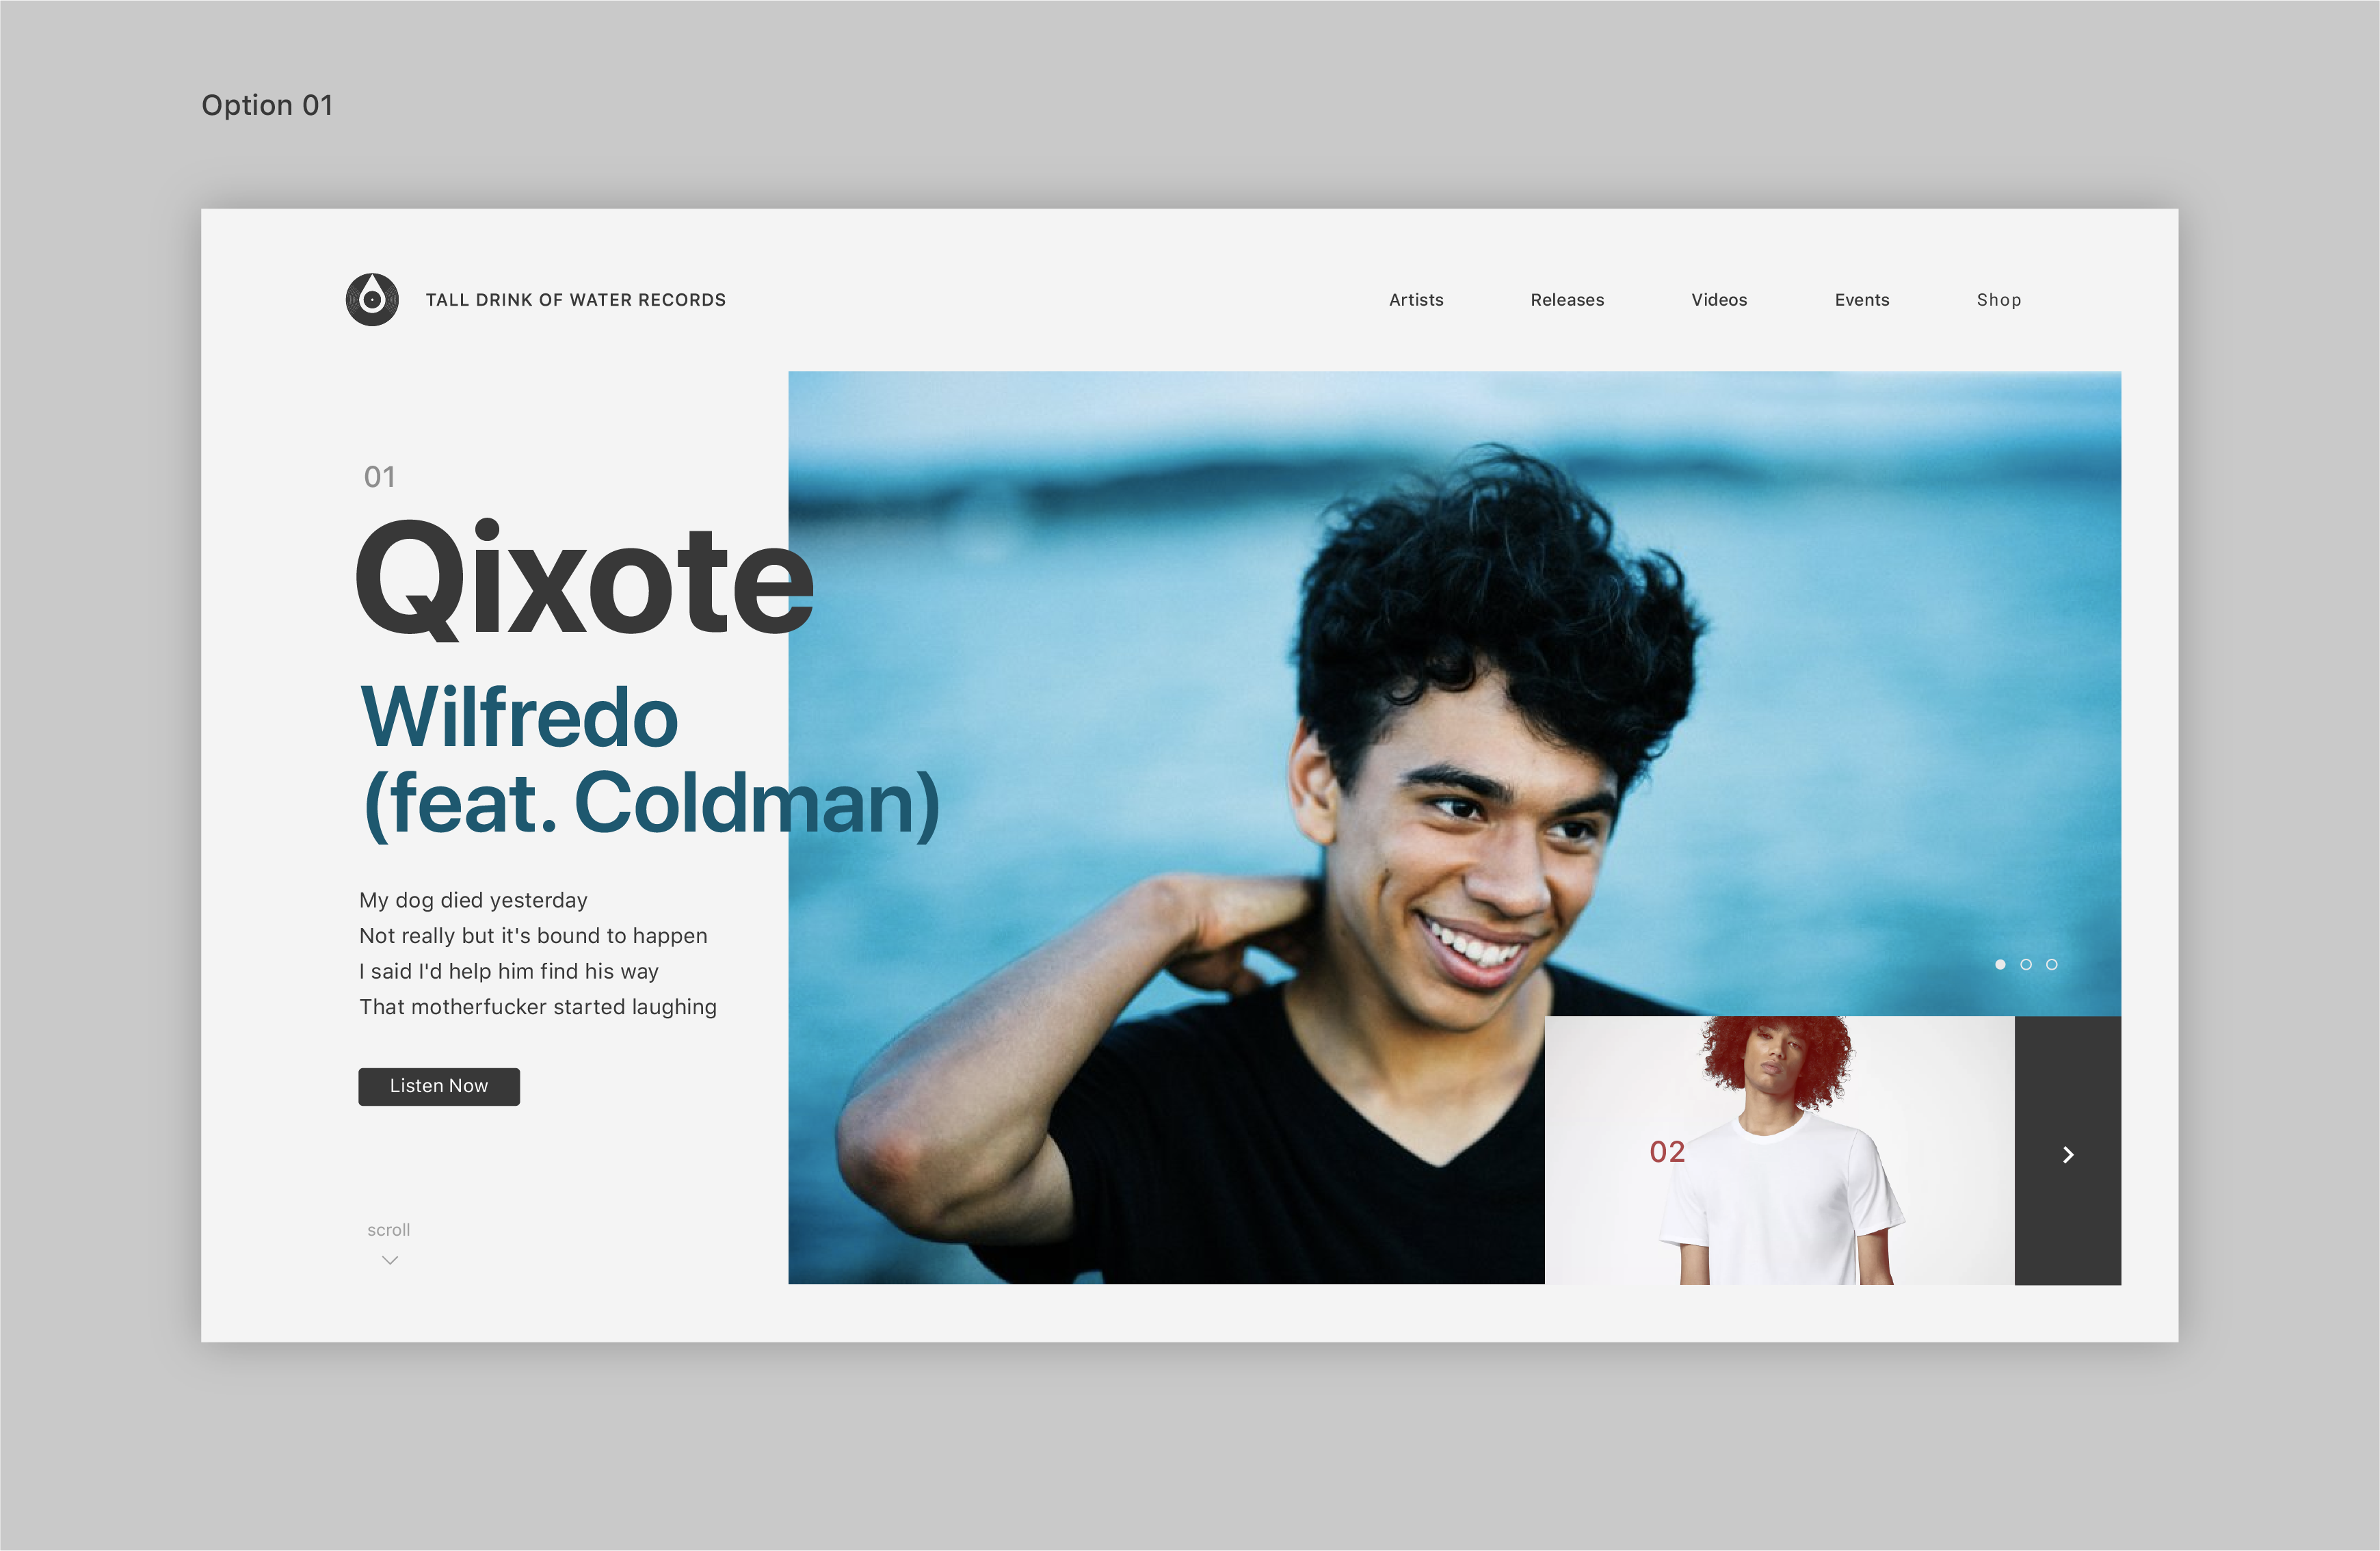 Option 01
TALL DRINK OF WATER RECORDS
Artists
Releases
Videos
Events
Shop
01
Qixote
Wilfredo
(feat. Coldman)
My dog died yesterday
Not really but it's bound to happen
I said I'd help him find his way
That motherfucker started laughing
Listen Now
02
scroll